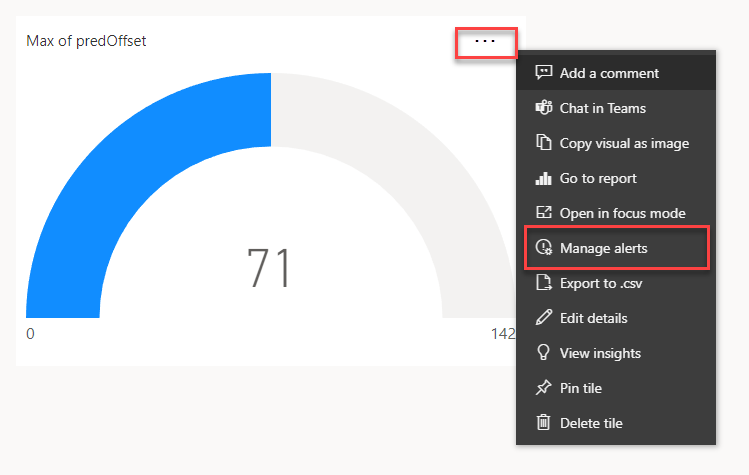 Max of predOffset
...
Add a comment
Chat in Teams
Copy visual as image
Go to report
Open in focus mode
Manage alerts
Export to .csv
Edit details
View insights
Pin tile
Delete tile
71
0
142